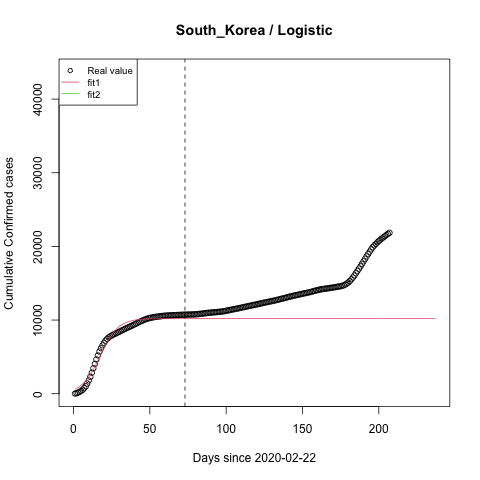 South_Korea / Logistic
Real value
fit1
fit2
Cumulative Confirmed cases
40000
30000
20000
10000
0
0 50 100 150 200
Days since 2020-02-22